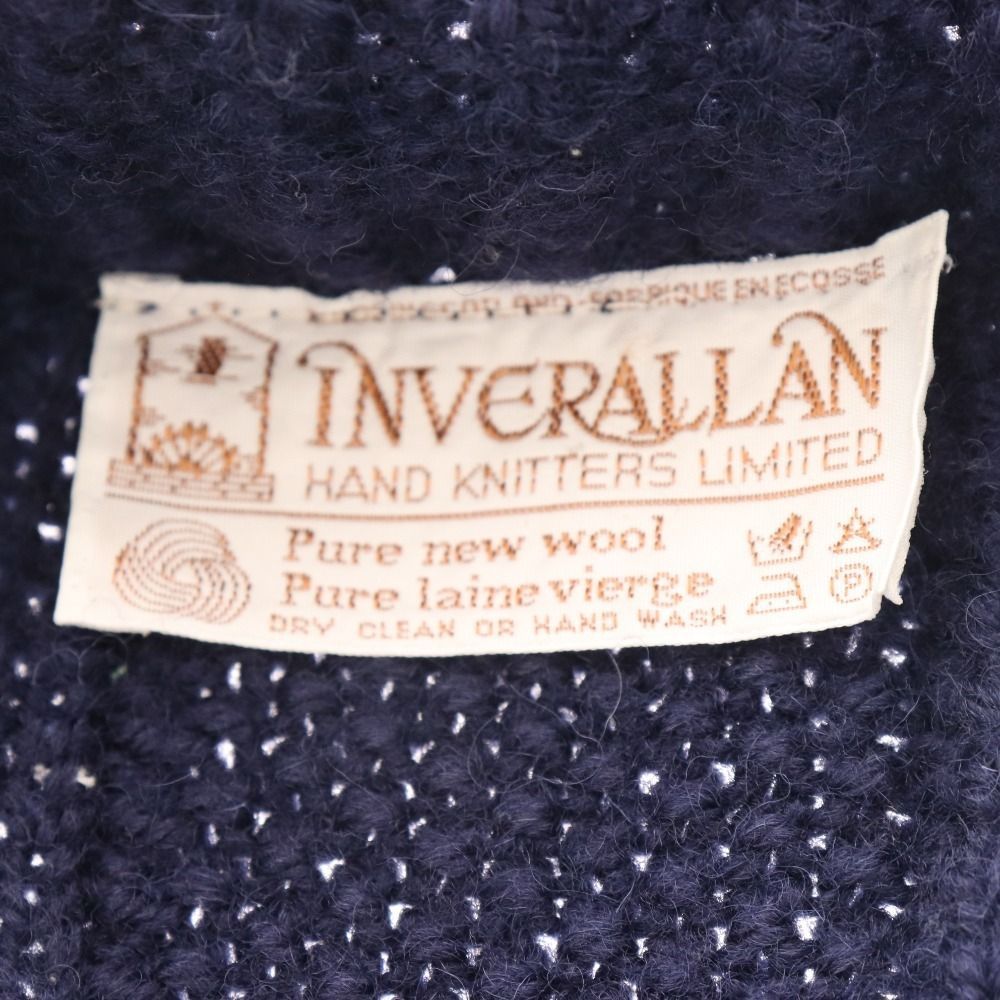 FABRIQUE EN ECOSSE
INVERALLAN
HAND KNITTERS LIMITED
Pure new wool
Pure laine vierge
DRY CLEAN OR HAND WASH
P